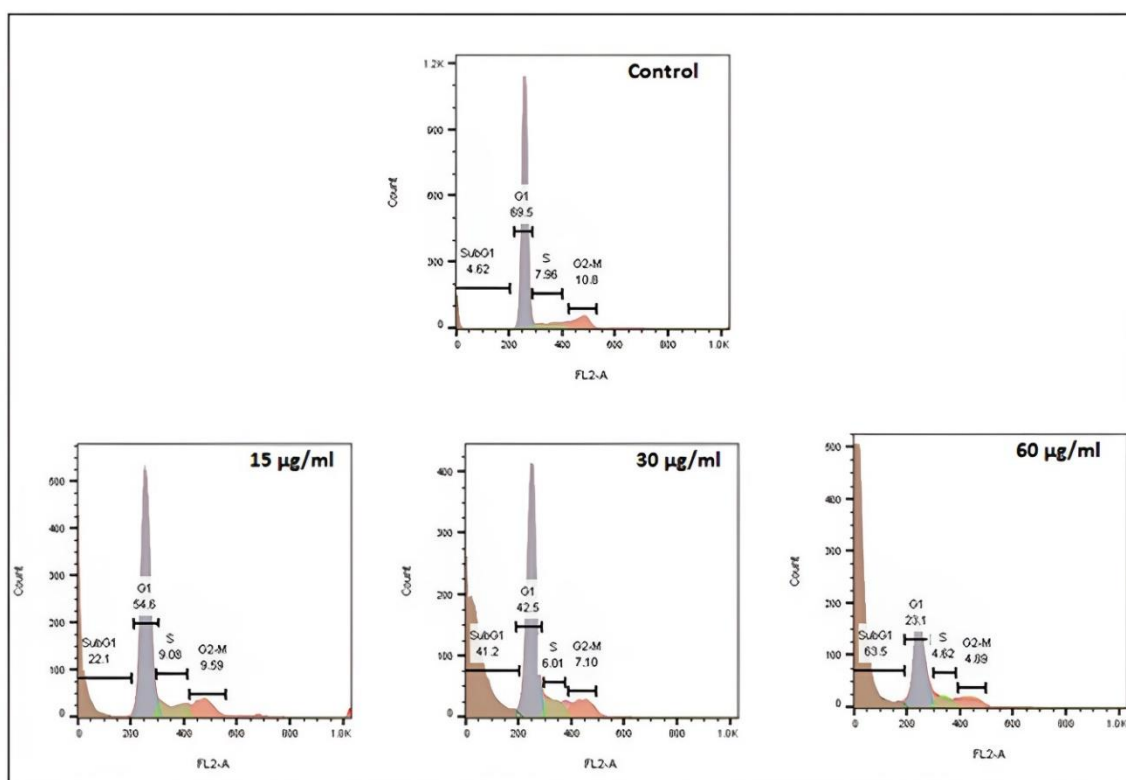 Control
1.2K
900
600
300
0
Count
G1
69.5
SubG1
4.62
S
7.96
G2-M
10.8
0 200 400 600 800 1.0K
FL2-A
15 µg/ml
500
400
300
200
100
0
Count
G1
54.6
SubG1
22.1
S
9.08
G2-M
9.59
0 200 400 600 800 1.0K
FL2-A
30 µg/ml
400
300
200
100
0
Count
G1
42.5
SubG1
41.2
S
6.01
G2-M
7.10
0 200 400 600 800 1.0K
FL2-A
60 µg/ml
500
400
300
200
100
0
Count
G1
23.1
SubG1
63.5
S
4.62
G2-M
4.89
0 200 400 600 800 1.0K
FL2-A